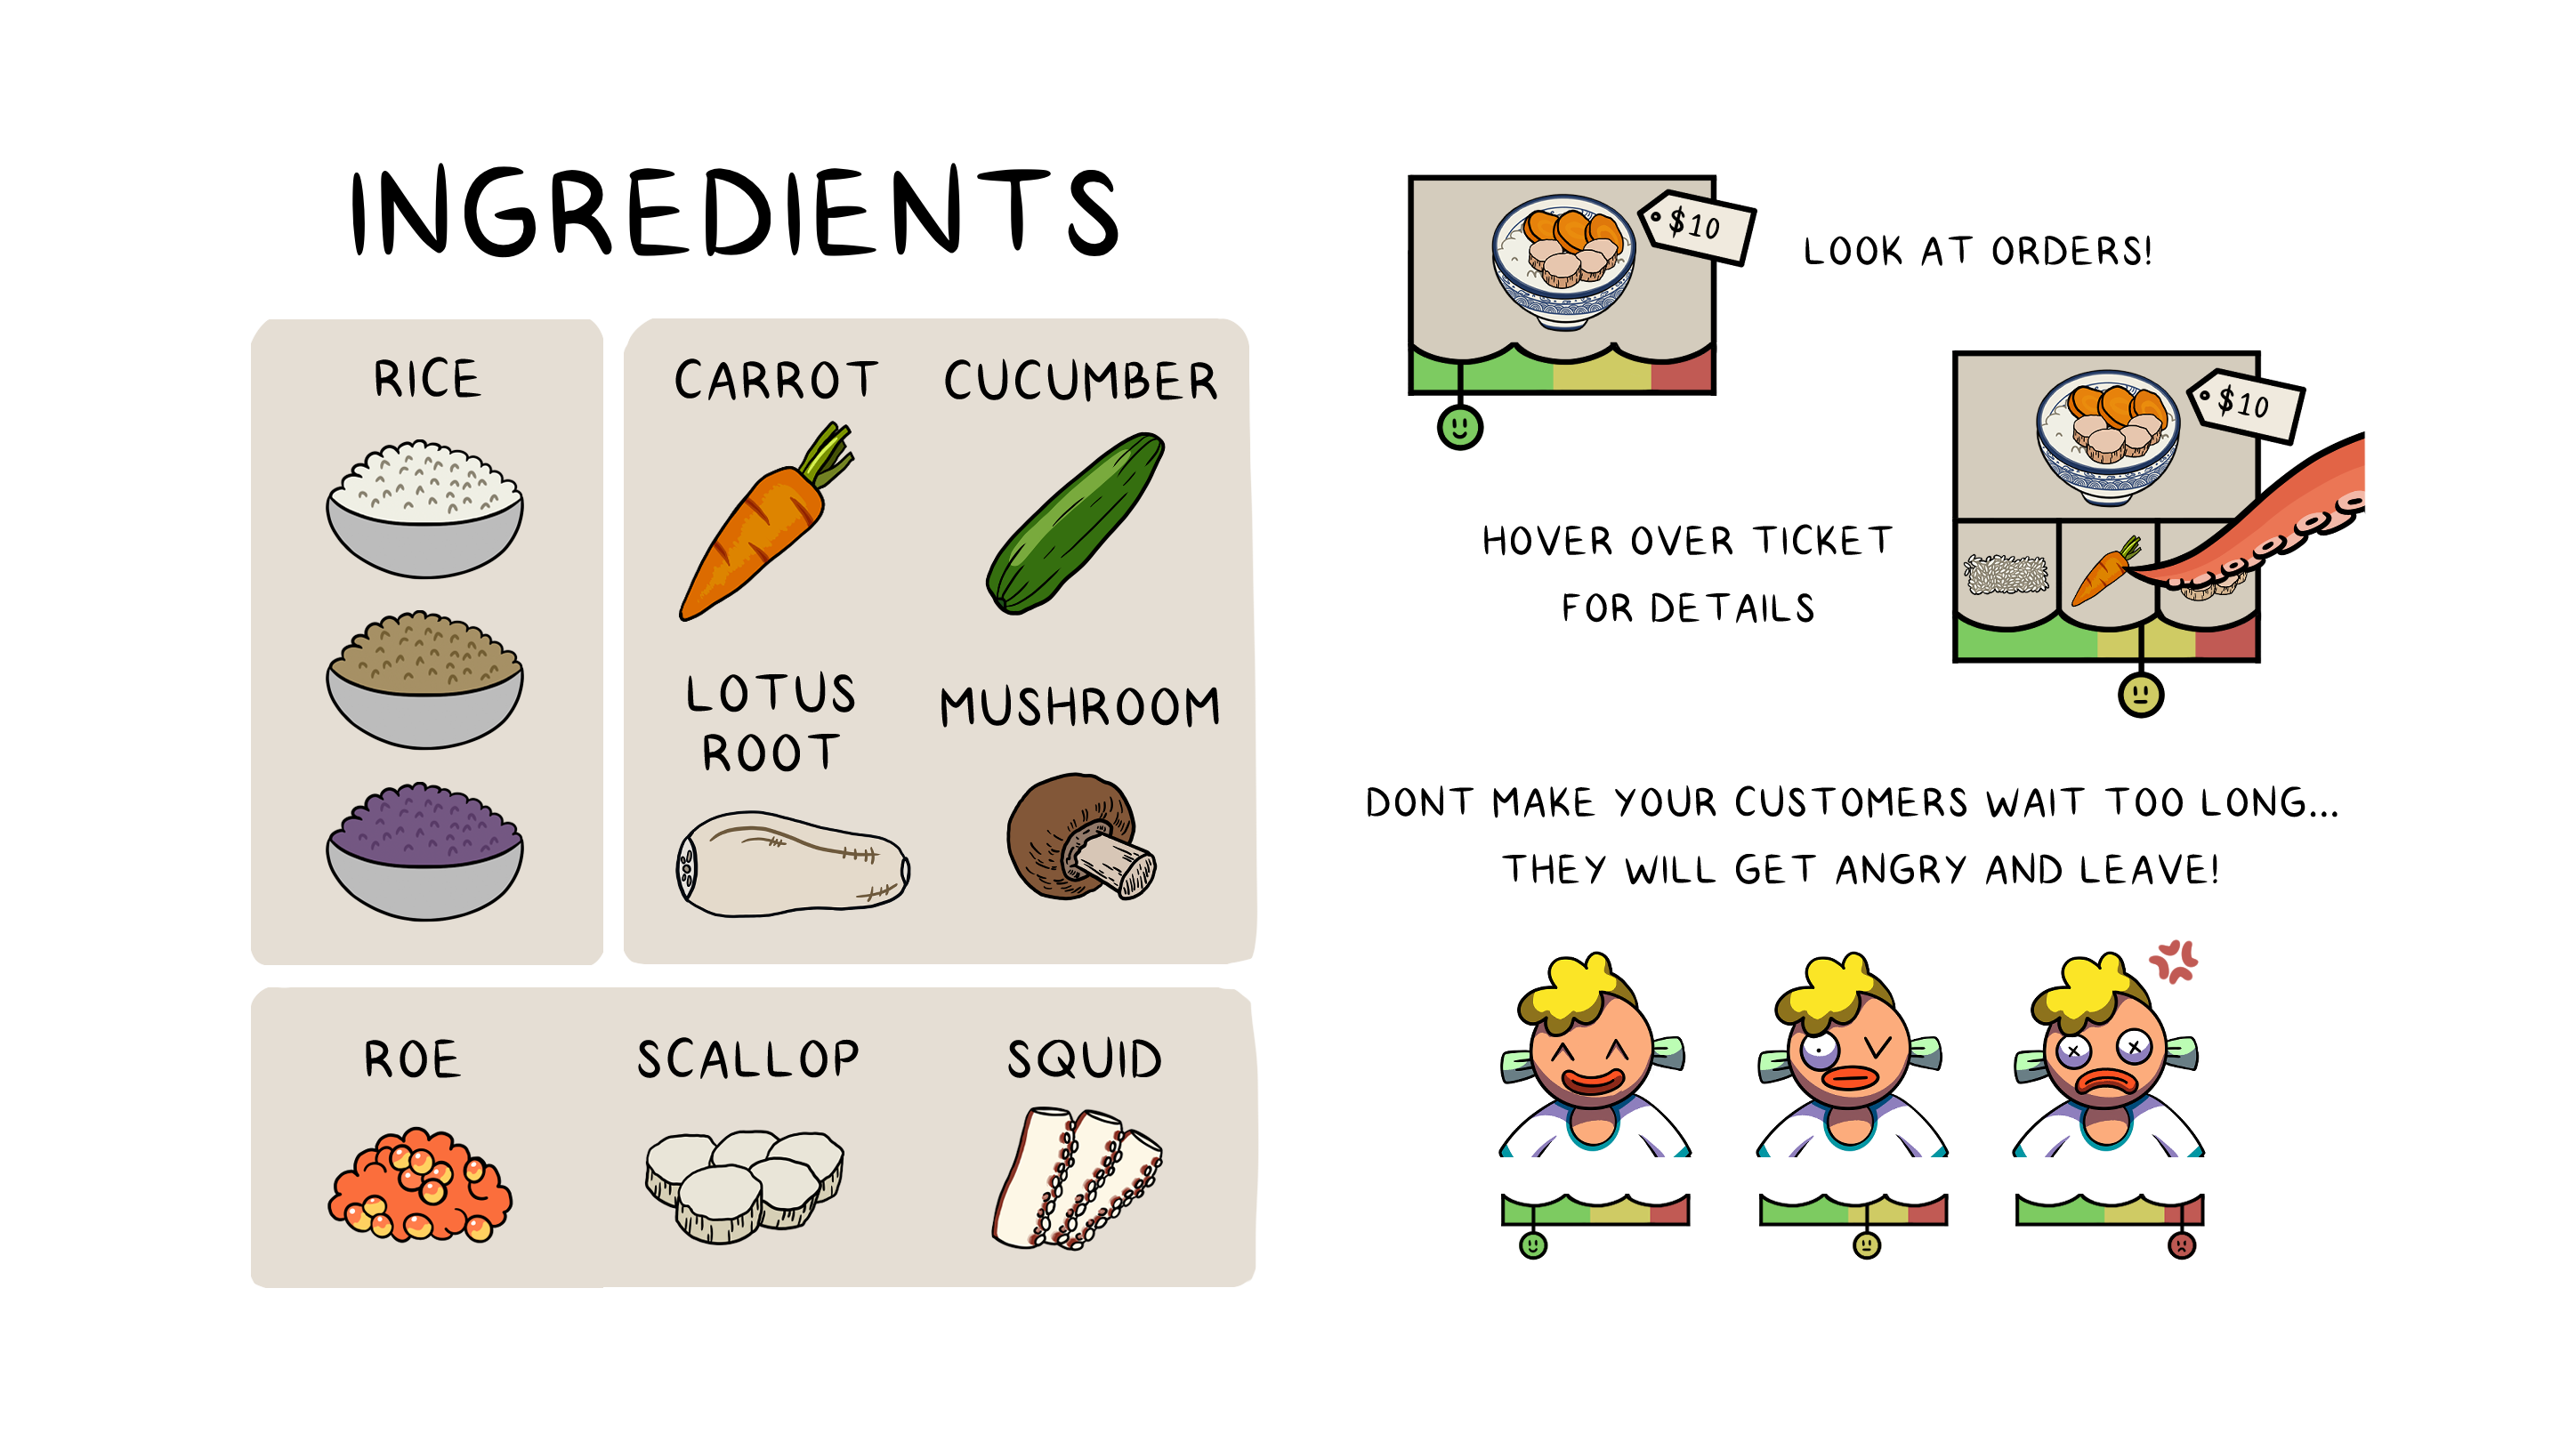 INGREDIENTS
RICE
CARROT
CUCUMBER
LOTUS
ROOT
MUSHROOM
ROE
SCALLOP
SQUID
$10
LOOK AT ORDERS!
$10
HOVER OVER TICKET
FOR DETAILS
DONT MAKE YOUR CUSTOMERS WAIT TOO LONG...
THEY WILL GET ANGRY AND LEAVE!